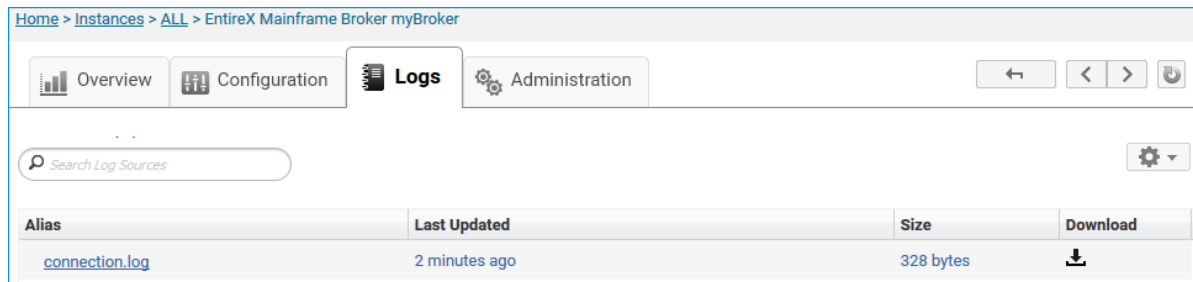 Home > Instances > ALL > EntireX Mainframe Broker myBroker
Overview Configuration Logs Administration
Search Log Sources
Alias Last Updated Size Download
connection.log 2 minutes ago 328 bytes